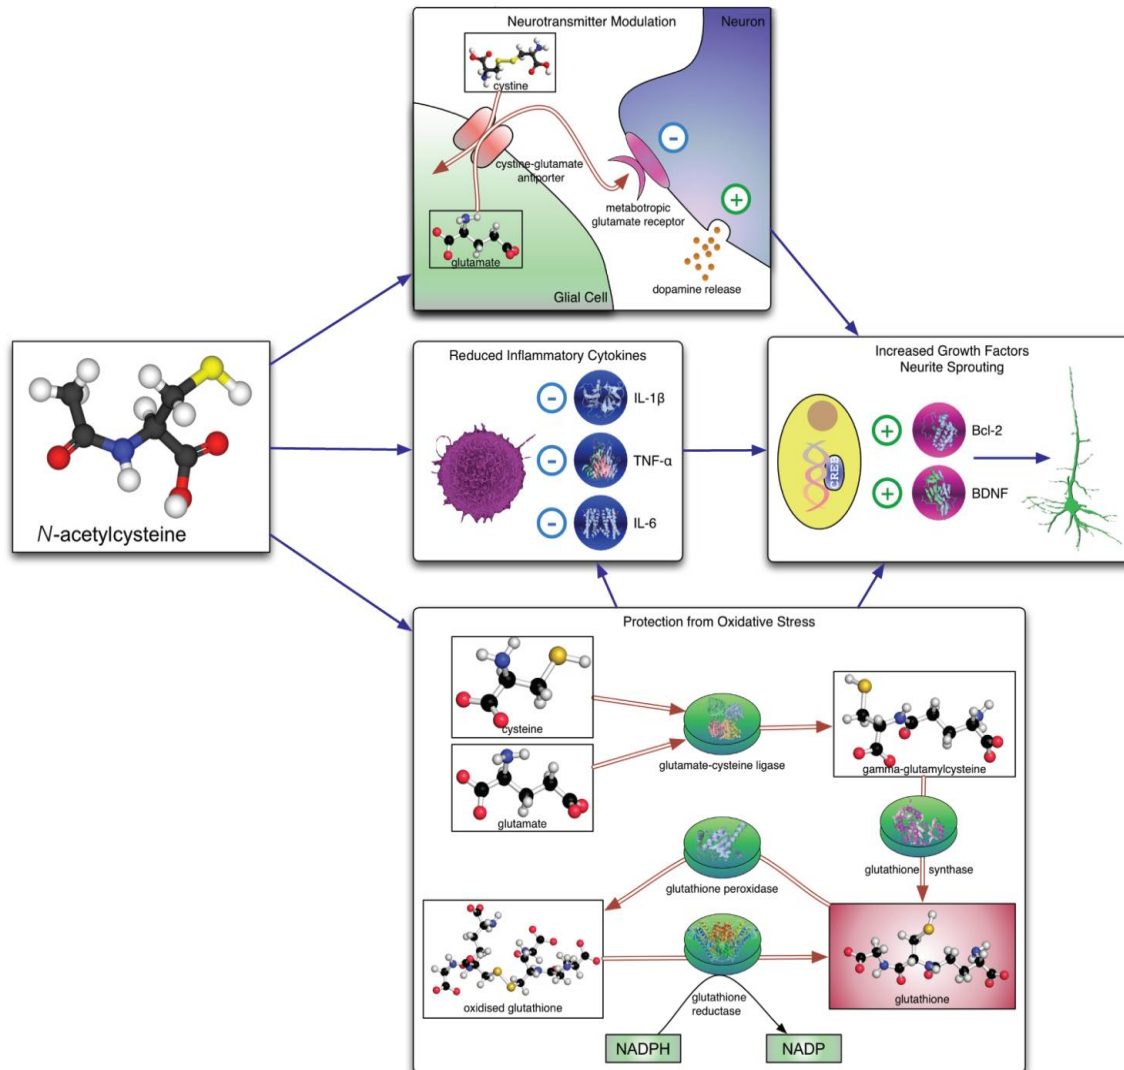 Neurotransmitter Modulation
Neuron
cystine
cystine-glutamate
antiporter
metabotropic
glutamate receptor
glutamate
dopamine release
Glial Cell
N-acetylcysteine
Reduced Inflammatory Cytokines
IL-1β
TNF-α
IL-6
Increased Growth Factors
Neurite Sprouting
CREB
Bcl-2
BDNF
Protection from Oxidative Stress
cysteine
glutamate
glutamate-cysteine ligase
gamma-glutamylcysteine
glutathione synthase
glutathione peroxidase
oxidised glutathione
glutathione
reductase
glutathione
NADPH
NADP